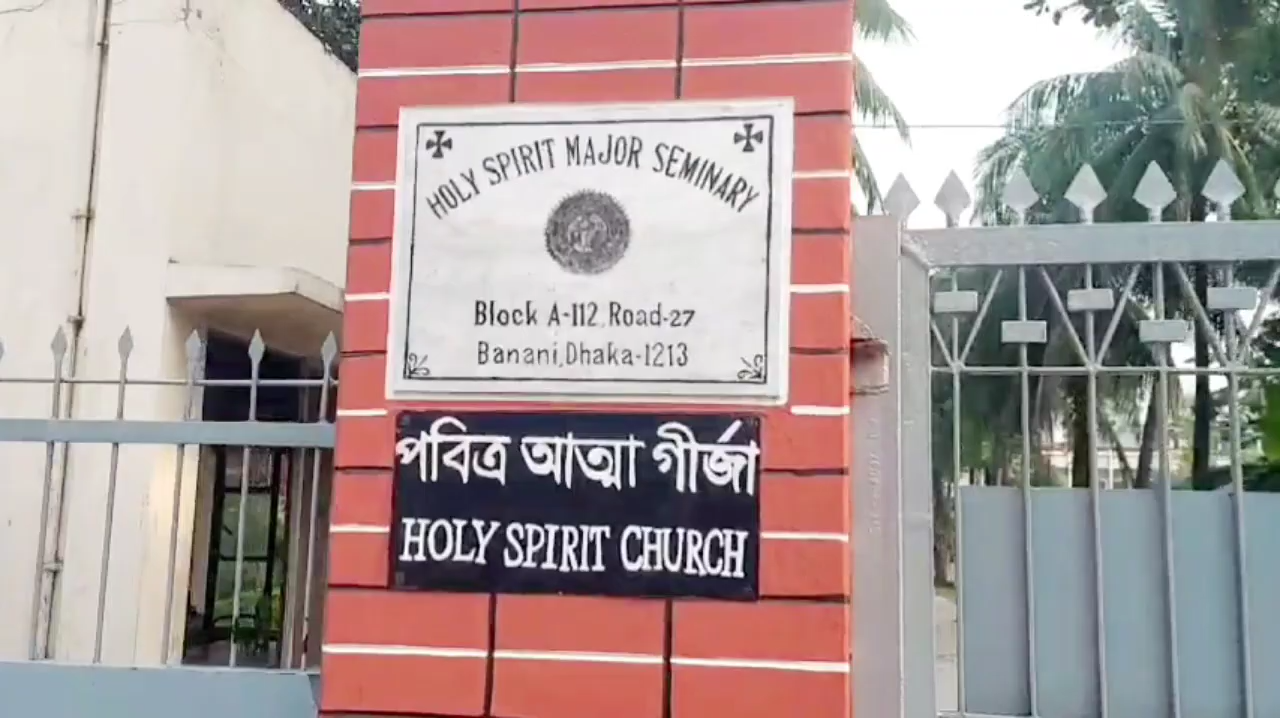 HOLY SPIRIT MAJOR SEMINARY
Block A-112, Road-27
Banani, Dhaka-1213
পবিত্র আত্মা গীর্জা
HOLY SPIRIT CHURCH